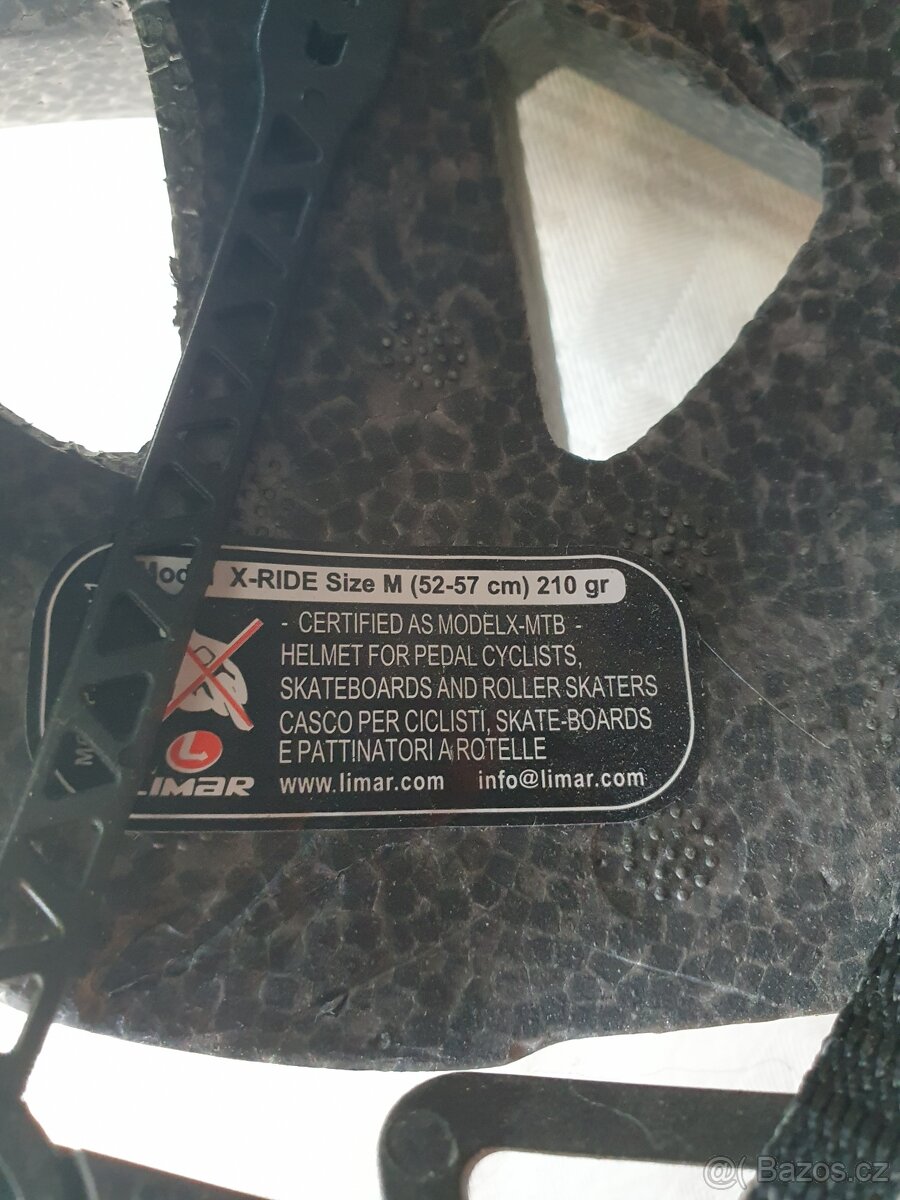 X-RIDE Size M (52-57 cm) 210 gr
- CERTIFIED AS MODELX-MTB -
HELMET FOR PEDAL CYCLISTS,
SKATEBOARDS AND ROLLER SKATERS
CASCO PER CICLISTI, SKATE-BOARDS
E PATTINATORI A ROTELLE
LIMAR
www.limar.com info@limar.com
@( Bazos.cz